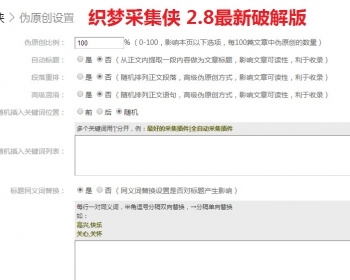 侠 › 伪原创设置
织梦采集侠 2.8最新破解版
伪原创比例： 100 %（0-100，影响本页以下选项，每100篇文章中伪原创的数量）
自动标题： 是 否（从正文内提取一段内容做为文章标题，影响文章可读性，利于收录）
段落重排： 是 否（随机排列正文段落，高级伪原创方式，影响文章可读性，利于收录）
高级混淆： 是 否（随机排列正文语句，高级伪原创方式，影响文章可读性，利于收录）
随机插入关键词位置： 前 后 随机
多个关键词用'|'分开，例：最好的采集插件|全自动采集插件
随机插入关键词列表：
标题同义词替换： 是 否（同义词替换设置是否对标题产生影响）
每行一对同义词，半角逗号分隔双向替换，→分隔单向替换
如：
高兴,快乐
关心,关怀